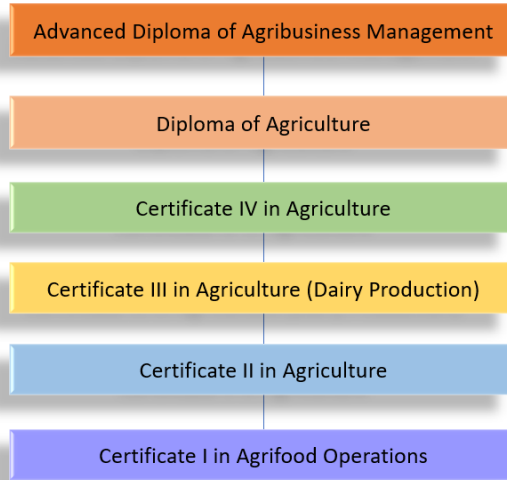 Advanced Diploma of Agribusiness Management
Diploma of Agriculture
Certificate IV in Agriculture
Certificate III in Agriculture (Dairy Production)
Certificate II in Agriculture
Certificate I in Agrifood Operations